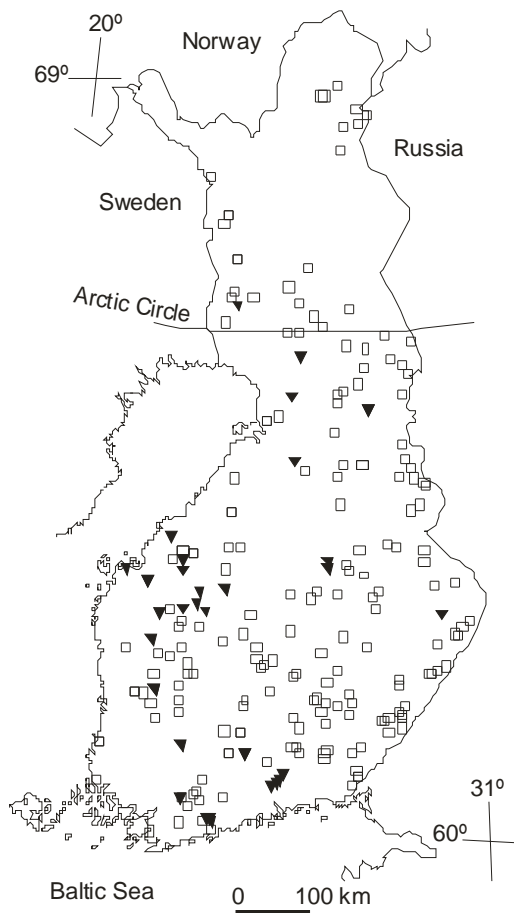 20º
Norway
69º
Russia
Sweden
Arctic Circle
31º
60º
Baltic Sea
0 100 km